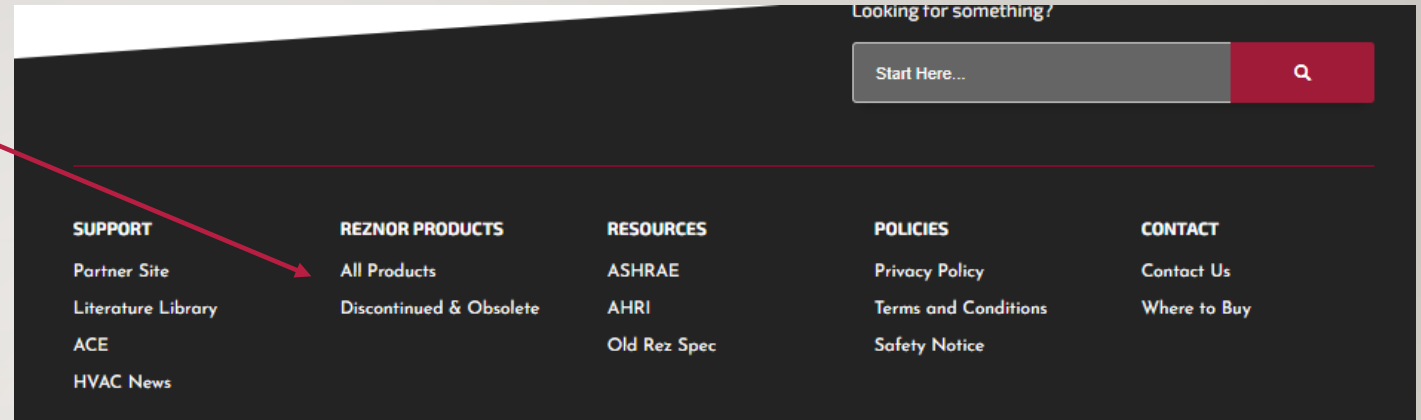 Looking for something?
Start Here...
SUPPORT
Partner Site
Literature Library
ACE
HVAC News
REZNOR PRODUCTS
All Products
Discontinued & Obsolete
RESOURCES
ASHRAE
AHRI
Old Rez Spec
POLICIES
Privacy Policy
Terms and Conditions
Safety Notice
CONTACT
Contact Us
Where to Buy